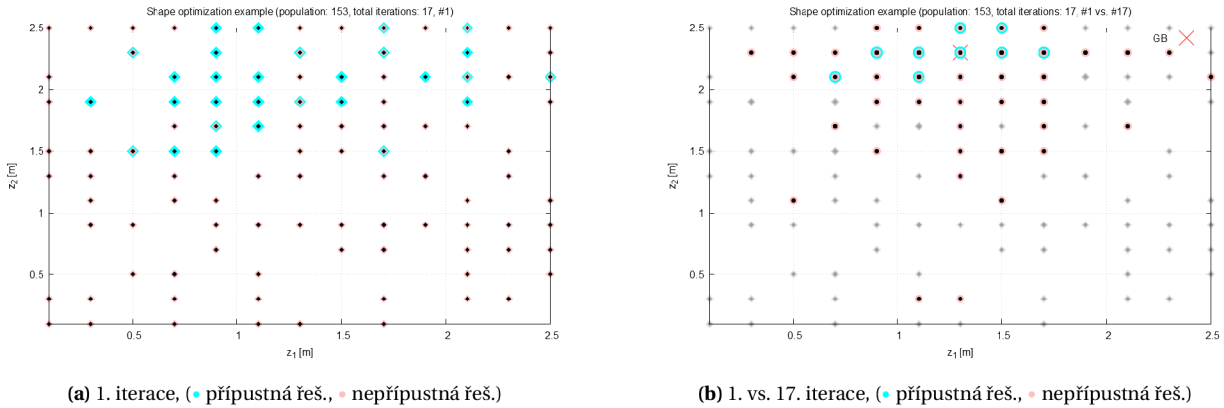 Shape optimization example (population: 153, total iterations: 17, #1)
2.5
2
1.5
1
0.5
z2 [m]
0.5
1
1.5
2
2.5
z1 [m]
(a) 1. iterace, (• přípustná řeš., • nepřípustná řeš.)
Shape optimization example (population: 153, total iterations: 17, #1 vs. #17)
GB
2.5
2
1.5
1
0.5
z2 [m]
0.5
1
1.5
2
2.5
z1 [m]
(b) 1. vs. 17. iterace, (• přípustná řeš., • nepřípustná řeš.)